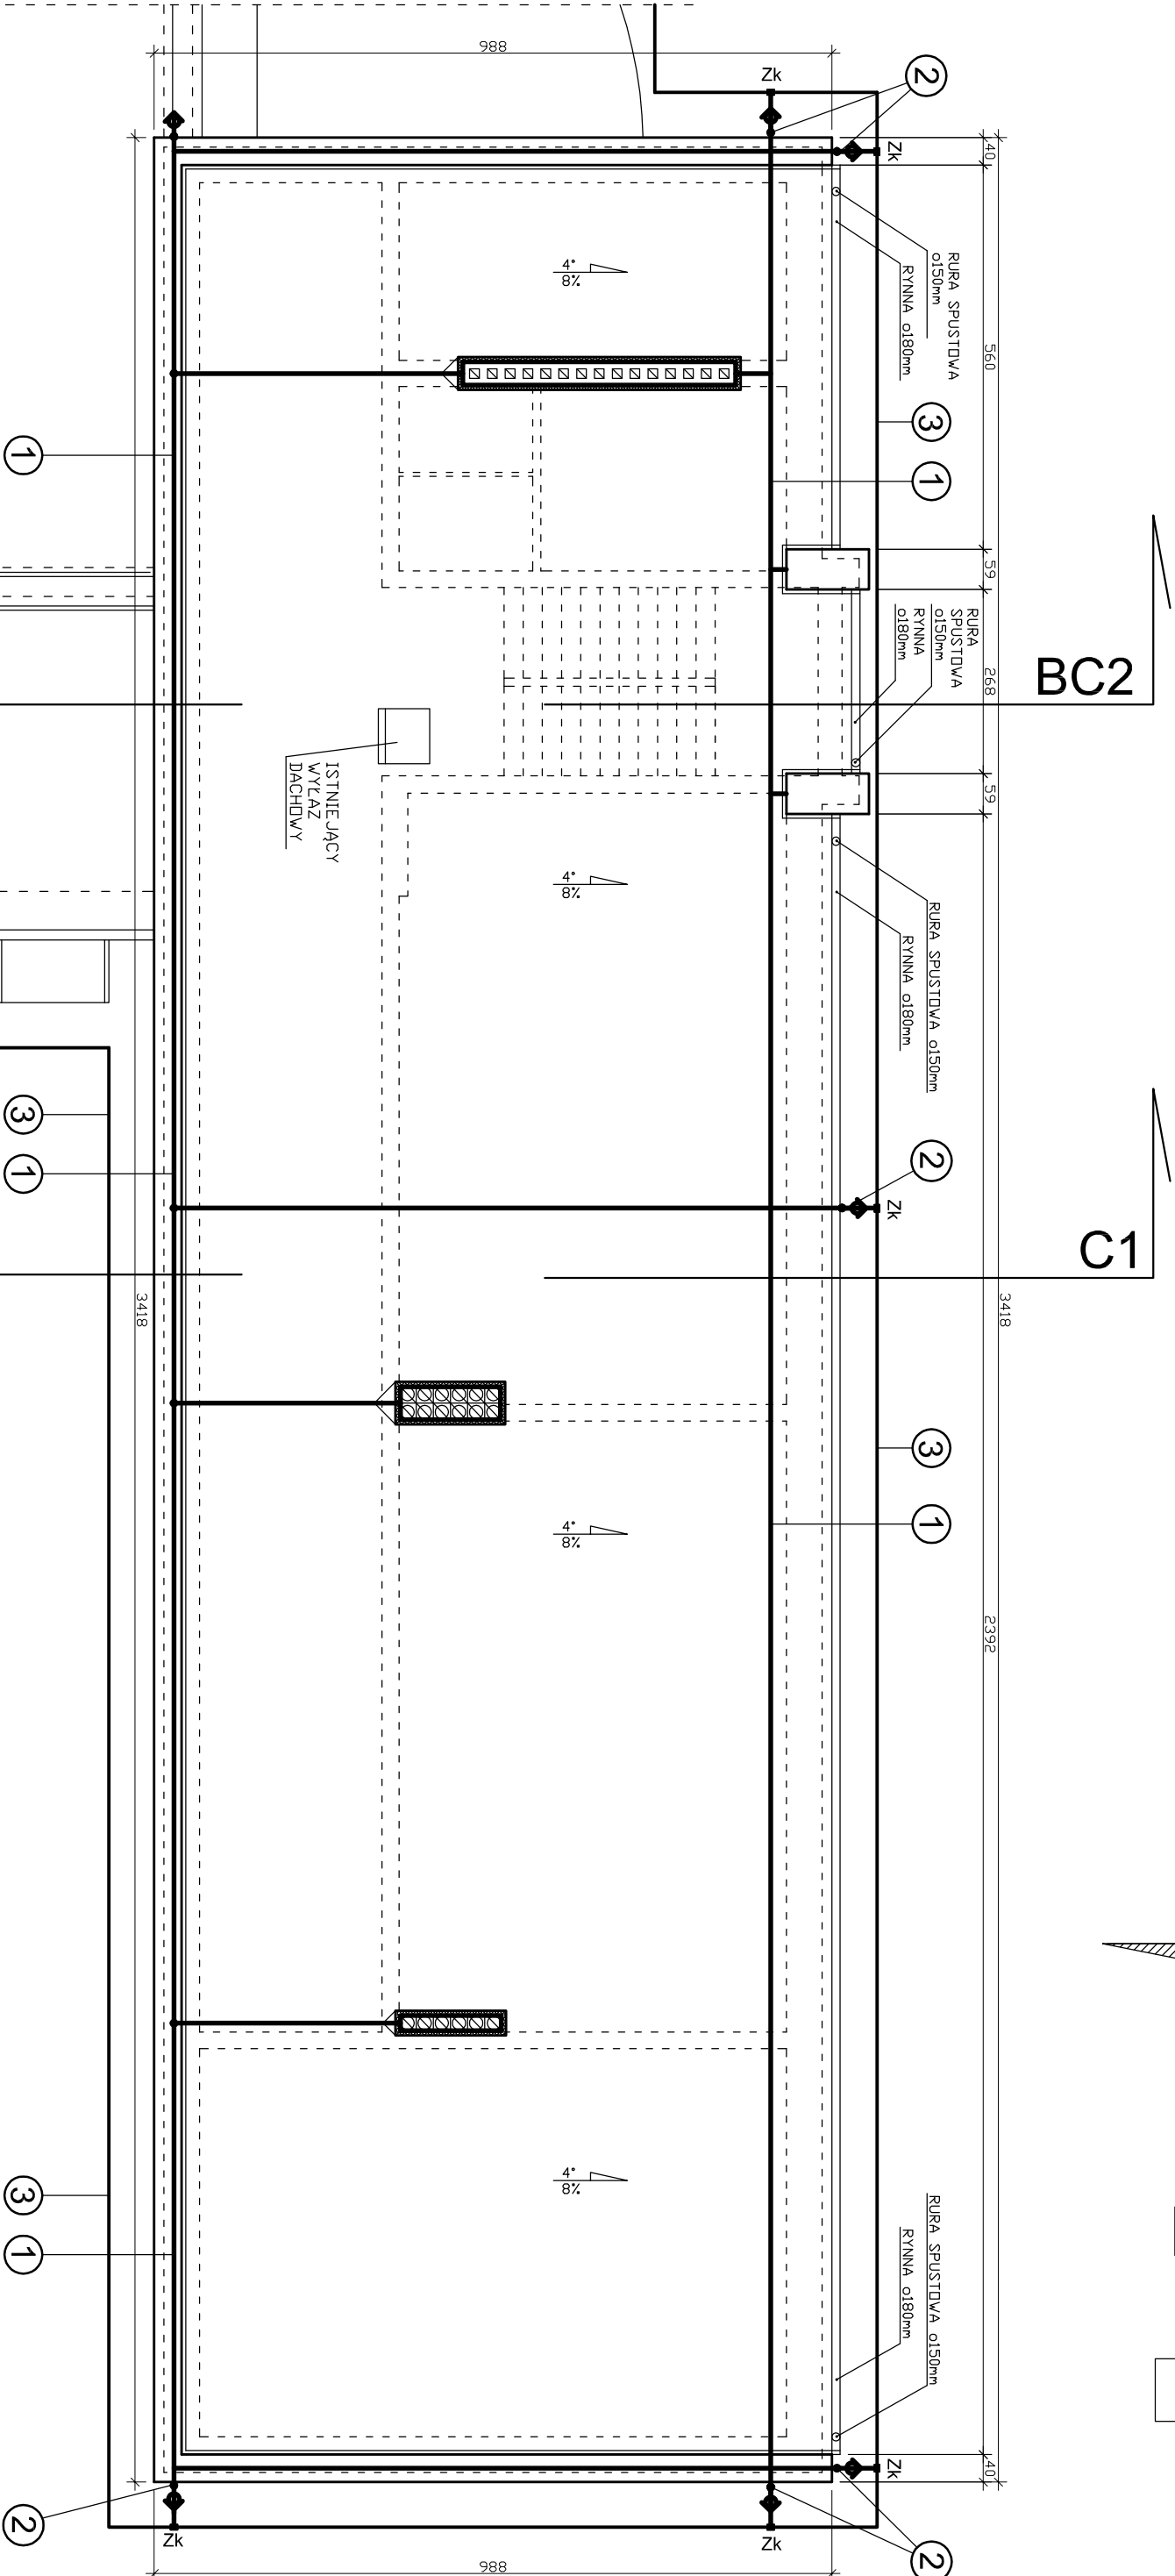 988
Zk
2
Zk
40
RURA SPUSTOWA
o150mm
RYNNA o180mm
560
4°
8%
3
1
1
59
RURA
SPUSTOWA
o150mm
RYNNA
o180mm
268
BC2
ISTNIEJĄCY
WYŁAZ
DACHOWY
59
4°
8%
RURA SPUSTOWA o150mm
RYNNA o180mm
3
1
2
Zk
C1
3418
3418
3
1
4°
8%
2392
4°
8%
3
1
RURA SPUSTOWA o150mm
RYNNA o180mm
Zk
40
2
Zk
Zk
2
988